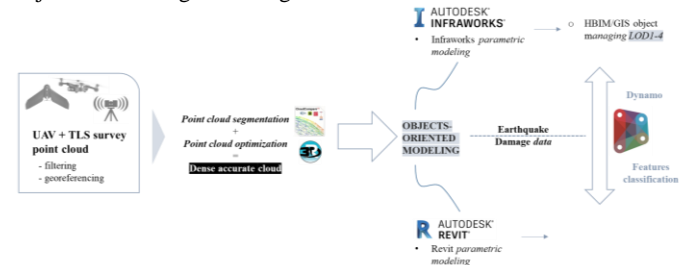 UAV + TLS survey
point cloud
- filtering
- georeferencing
Point cloud segmentation
+
Point cloud optimization
=
Dense accurate cloud
OBJECTS-
ORIENTED
MODELING
AUTODESK®
INFRAWORKS®
• Infraworks parametric
modeling
○ HBIM/GIS object
managing LOD1-4
Earthquake
Damage data
Dynamo
Features
classification
R AUTODESK®
REVIT®
• Revit parametric
modeling